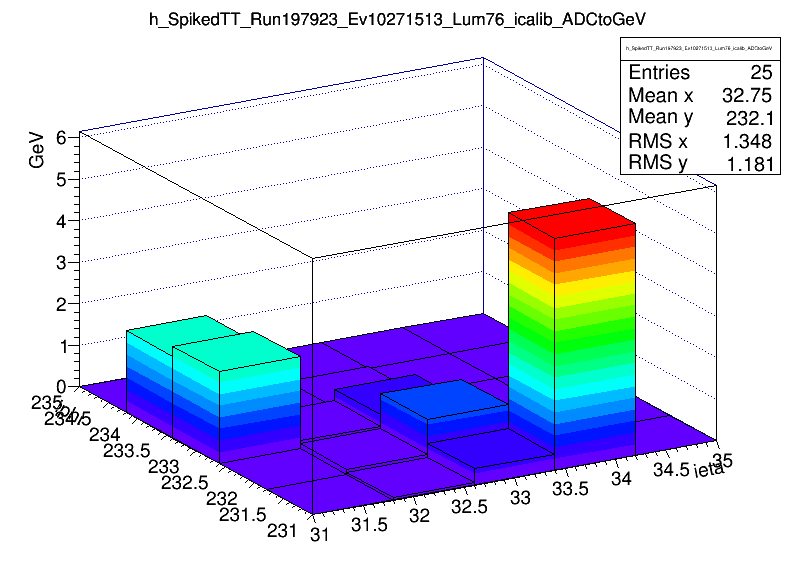 h_SpikedTT_Run197923_Ev10271513_Lum76_icalib_ADCtoGeV
h_SpikedTT_Run197923_Ev10271513_Lum76_icalib_ADCtoGeV
Entries 25
Mean x 32.75
Mean y 232.1
RMS x 1.348
RMS y 1.181
GeV
6
5
4
3
2
1
0
235
234.5
234
233.5
233
232.5
232
231.5
231
31
31.5
32
32.5
33
33.5
34
34.5
35
ieta